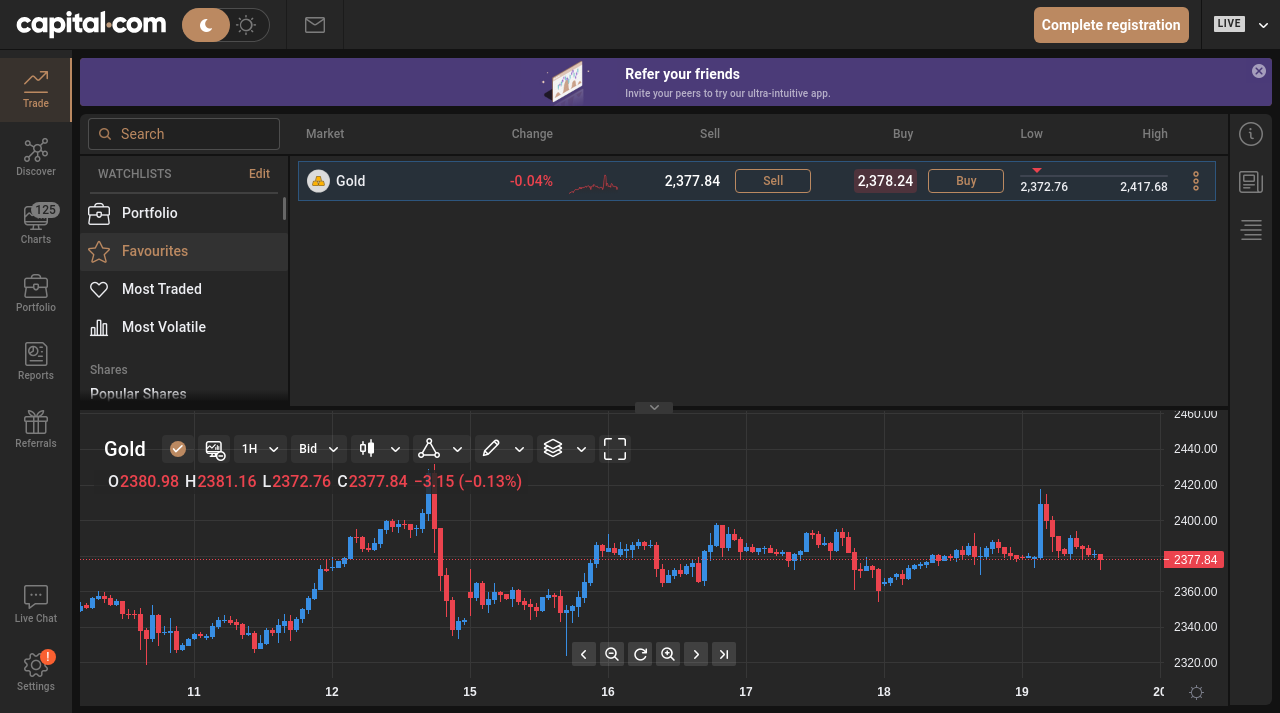 capital.com
Complete registration
LIVE
Trade
Discover
125
Charts
Portfolio
Reports
Referrals
Live Chat
!
Settings
Refer your friends
Invite your peers to try our ultra-intuitive app.
Search
Market Change Sell Buy Low High
WATCHLISTS Edit
Portfolio
Favourites
Most Traded
Most Volatile
Shares
Popular Shares
Gold -0.04% 2,377.84 Sell 2,378.24 Buy 2,372.76 2,417.68
Gold 1H Bid
O2380.98 H2381.16 L2372.76 C2377.84 −3.15 (−0.13%)
2460.00
2440.00
2420.00
2400.00
2377.84
2360.00
2340.00
2320.00
11 12 15 16 17 18 19 20